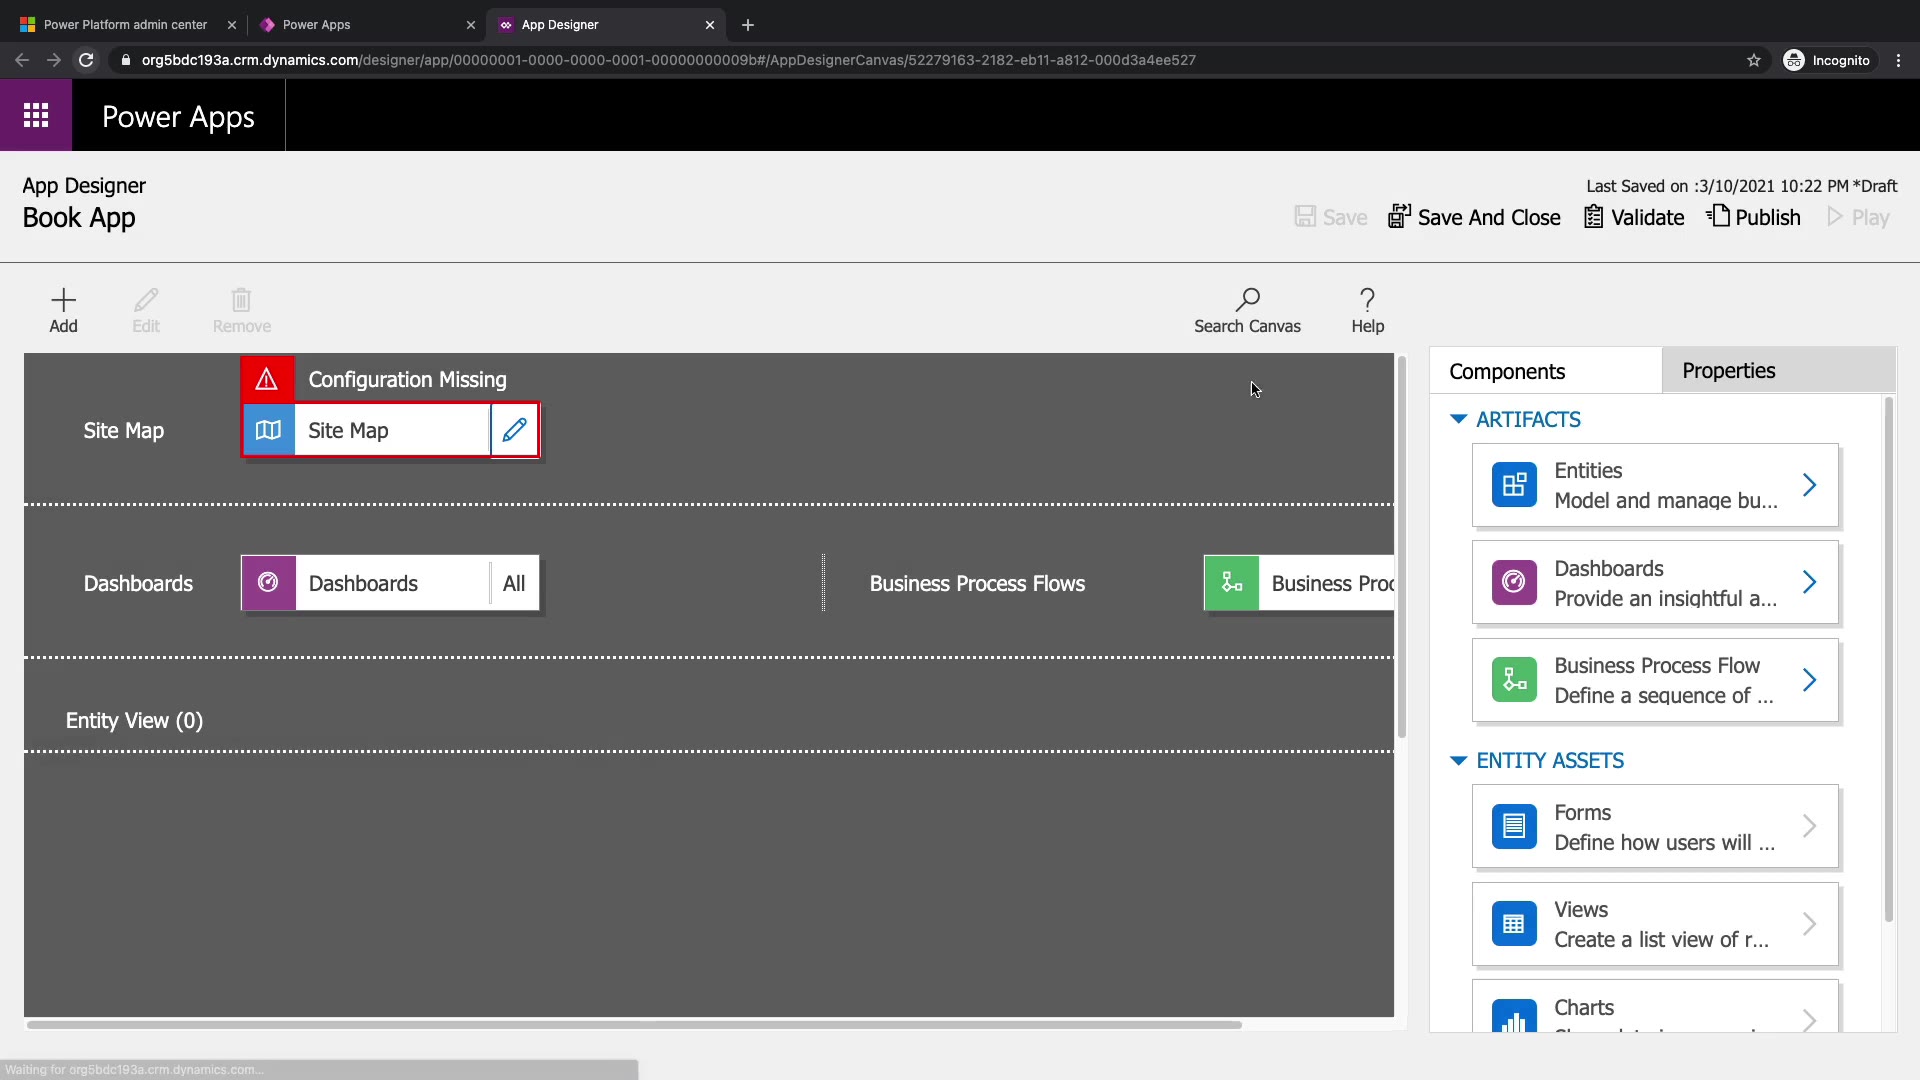 Power Platform admin center
Power Apps
App Designer
org5bdc193a.crm.dynamics.com/designer/app/00000001-0000-0000-0001-00000000009b#/AppDesignerCanvas/52279163-2182-eb11-a812-000d3a4ee527
Incognito
Power Apps
App Designer
Book App
Last Saved on :3/10/2021 10:22 PM *Draft
Save
Save And Close
Validate
Publish
Play
Add
Edit
Remove
Search Canvas
Help
Configuration Missing
Site Map
Site Map
Dashboards
Dashboards
All
Business Process Flows
Business Proc
Entity View (0)
Components
Properties
ARTIFACTS
Entities
Model and manage bu...
Dashboards
Provide an insightful a...
Business Process Flow
Define a sequence of ...
ENTITY ASSETS
Forms
Define how users will ...
Views
Create a list view of r...
Charts
Waiting for org5bdc193a.crm.dynamics.com...